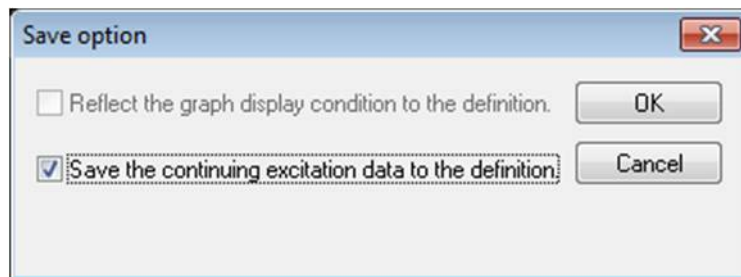 Save option
Reflect the graph display condition to the definition.
OK
Save the continuing excitation data to the definition.
Cancel